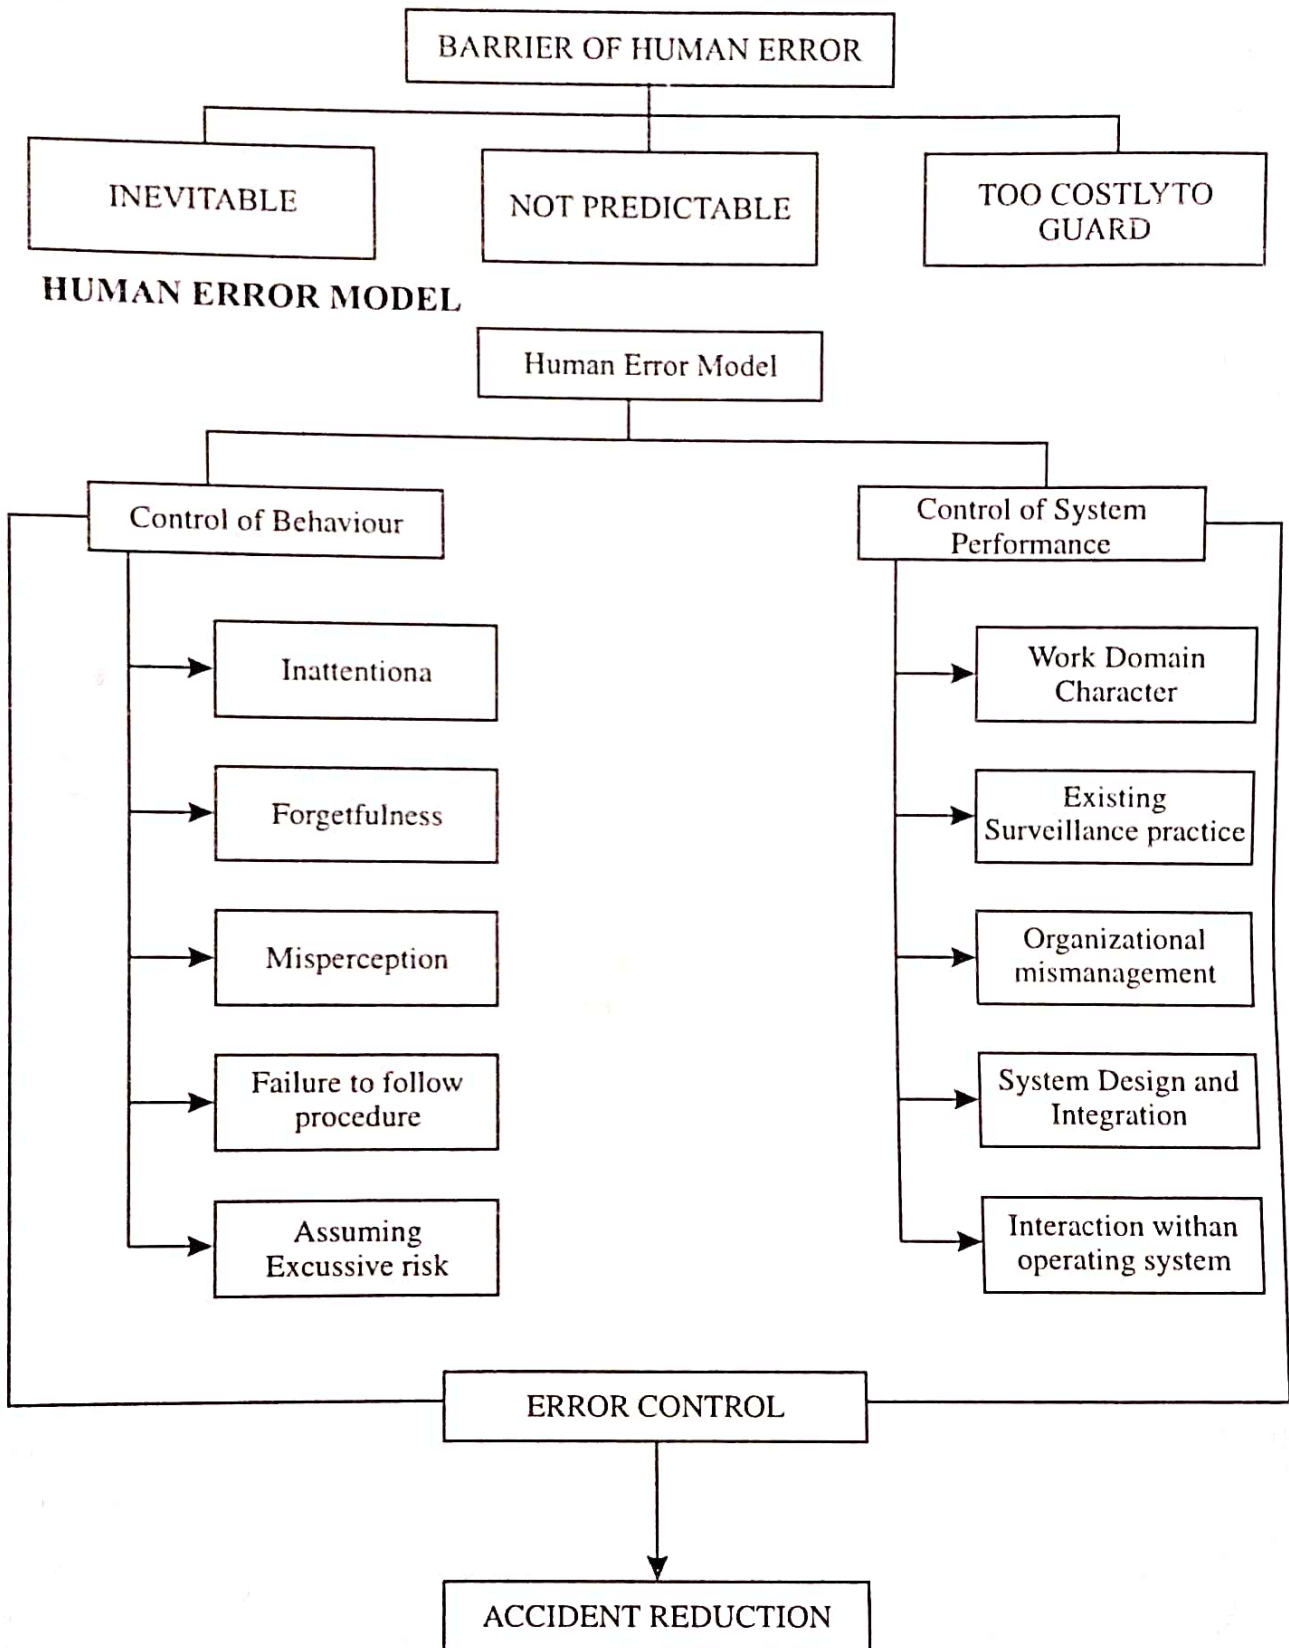 BARRIER OF HUMAN ERROR
INEVITABLE
NOT PREDICTABLE
TOO COSTLYTO
GUARD
HUMAN ERROR MODEL
Human Error Model
Control of Behaviour
Control of System
Performance
Inattentiona
Forgetfulness
Misperception
Failure to follow
procedure
Assuming
Excussive risk
Work Domain
Character
Existing
Surveillance practice
Organizational
mismanagement
System Design and
Integration
Interaction withan
operating system
ERROR CONTROL
ACCIDENT REDUCTION